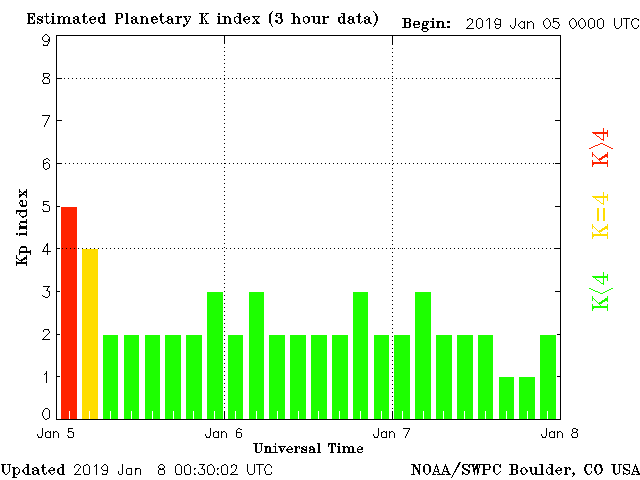 Estimated Planetary K index (3 hour data) Begin: 2019 Jan 05 0000 UTC
9
8
7
6
5
4
3
2
1
0
Kp index
K>4
K=4
K<4
Jan 5 Jan 6 Jan 7 Jan 8
Universal Time
Updated 2019 Jan 8 00:30:02 UTC NOAA/SWPC Boulder, CO USA